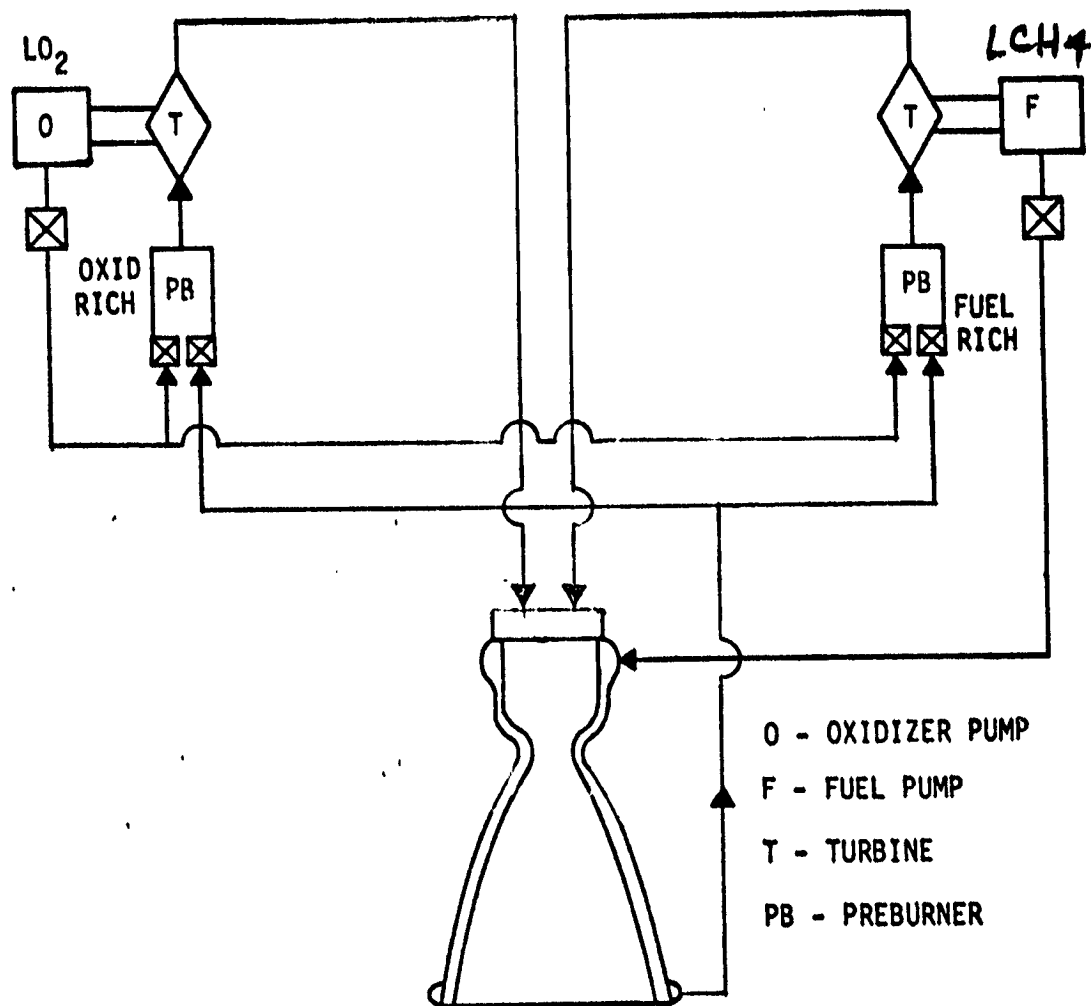 LO2
LCH4
O
T
T
F
OXID
RICH
PB
PB
FUEL
RICH
O - OXIDIZER PUMP
F - FUEL PUMP
T - TURBINE
PB - PREBURNER